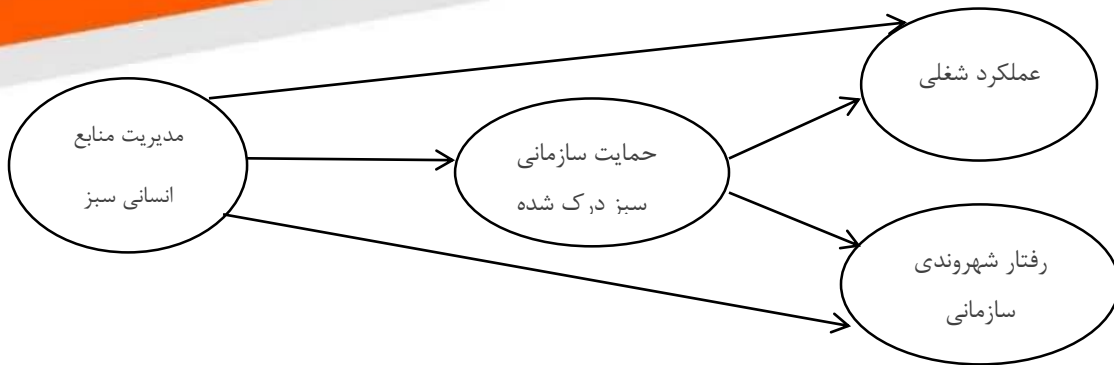 عملکرد شغلی
مدیریت منابع
انسانی سبز
حمایت سازمانی
سبز درک شده
رفتار شهروندی
سازمانی